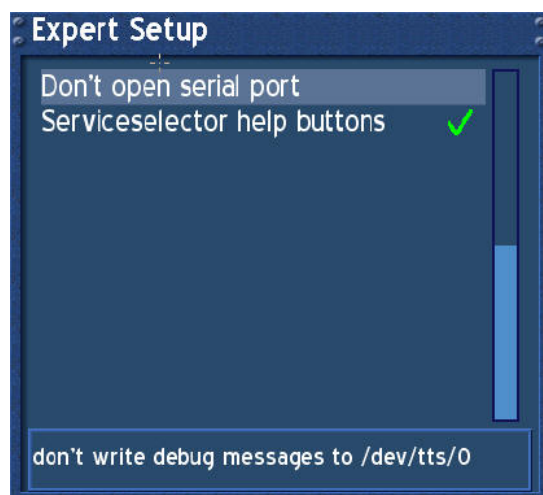 Expert Setup
Don't open serial port
Serviceselector help buttons
don't write debug messages to /dev/tts/0